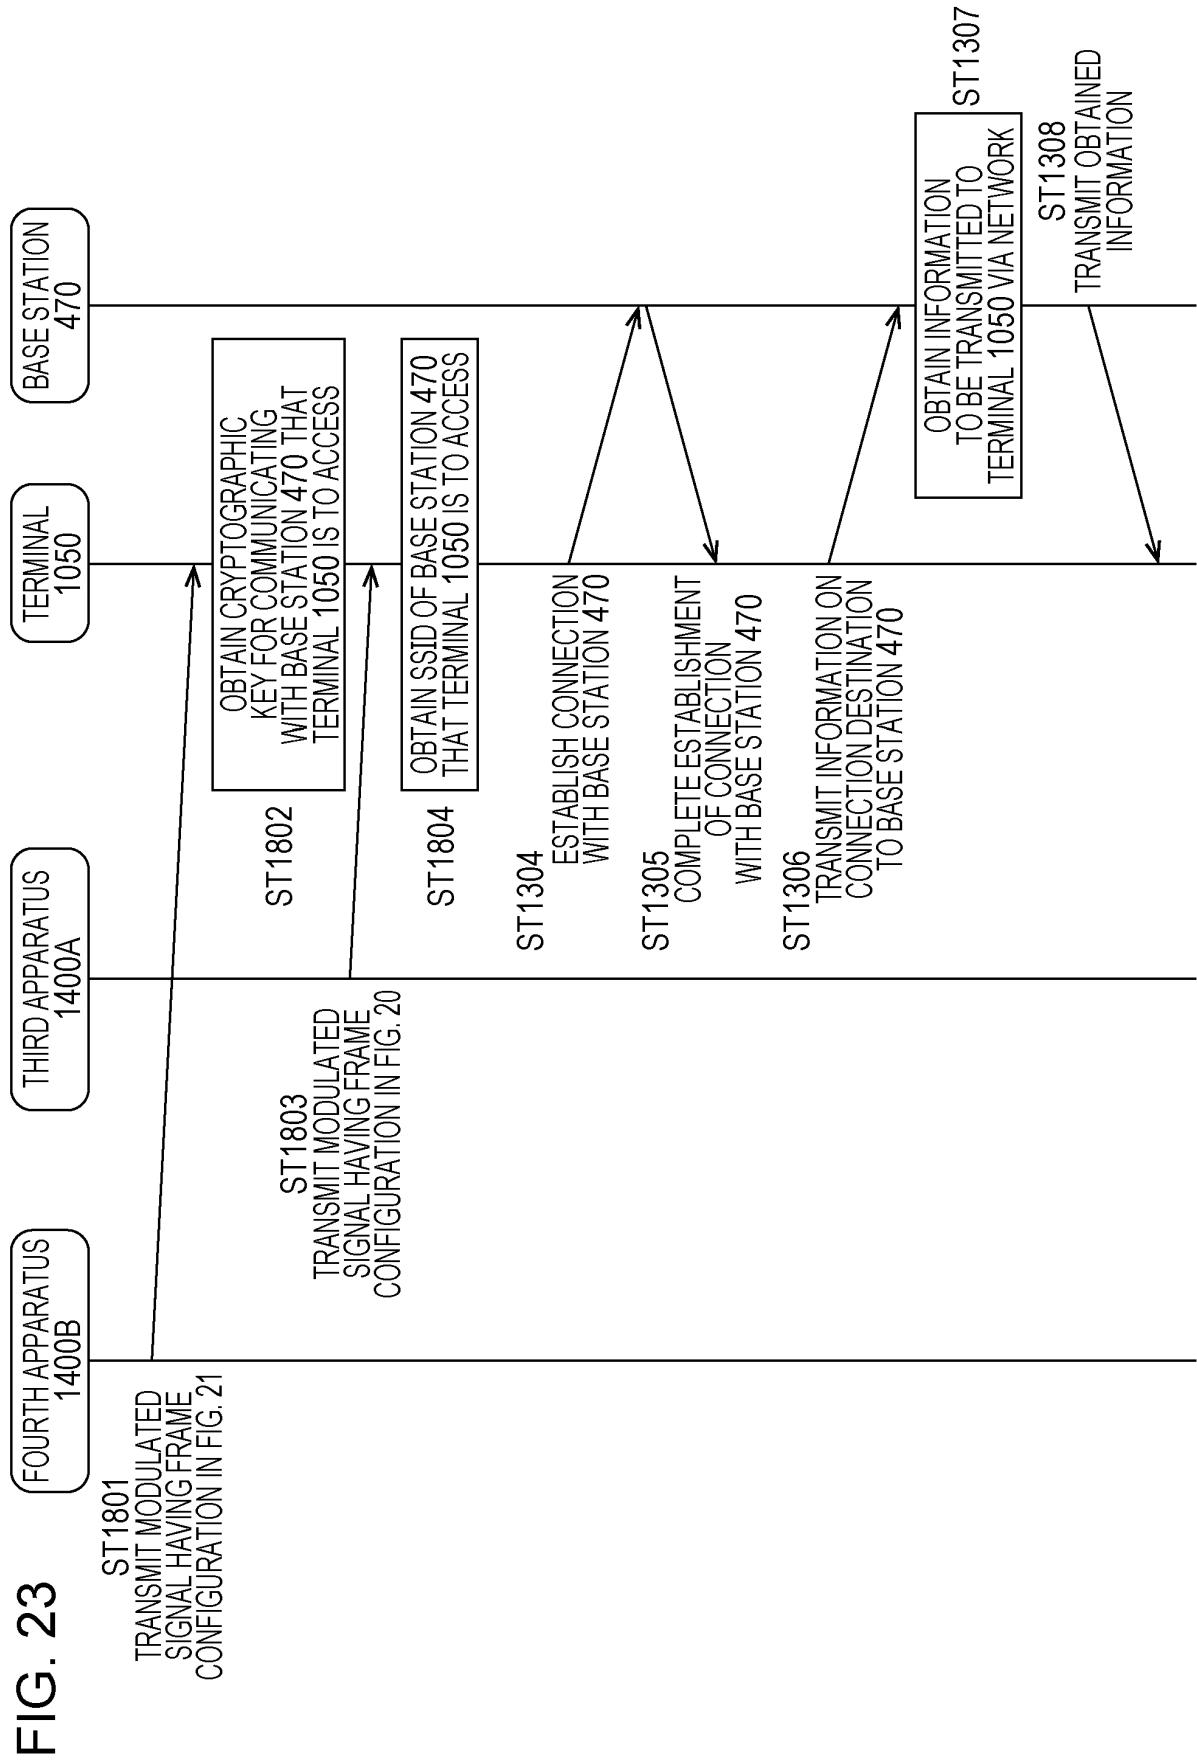 FIG. 23
FOURTH APPARATUS
1400B
THIRD APPARATUS
1400A
TERMINAL
1050
BASE STATION
470
ST1801
TRANSMIT MODULATED
SIGNAL HAVING FRAME
CONFIGURATION IN FIG. 21
ST1802
OBTAIN CRYPTOGRAPHIC
KEY FOR COMMUNICATING
WITH BASE STATION 470 THAT
TERMINAL 1050 IS TO ACCESS
ST1803
TRANSMIT MODULATED
SIGNAL HAVING FRAME
CONFIGURATION IN FIG. 20
ST1804
OBTAIN SSID OF BASE STATION 470
THAT TERMINAL 1050 IS TO ACCESS
ST1304
ESTABLISH CONNECTION
WITH BASE STATION 470
ST1305
COMPLETE ESTABLISHMENT
OF CONNECTION
WITH BASE STATION 470
ST1306
TRANSMIT INFORMATION ON
CONNECTION DESTINATION
TO BASE STATION 470
OBTAIN INFORMATION
TO BE TRANSMITTED TO
TERMINAL 1050 VIA NETWORK
ST1307
ST1308
TRANSMIT OBTAINED
INFORMATION